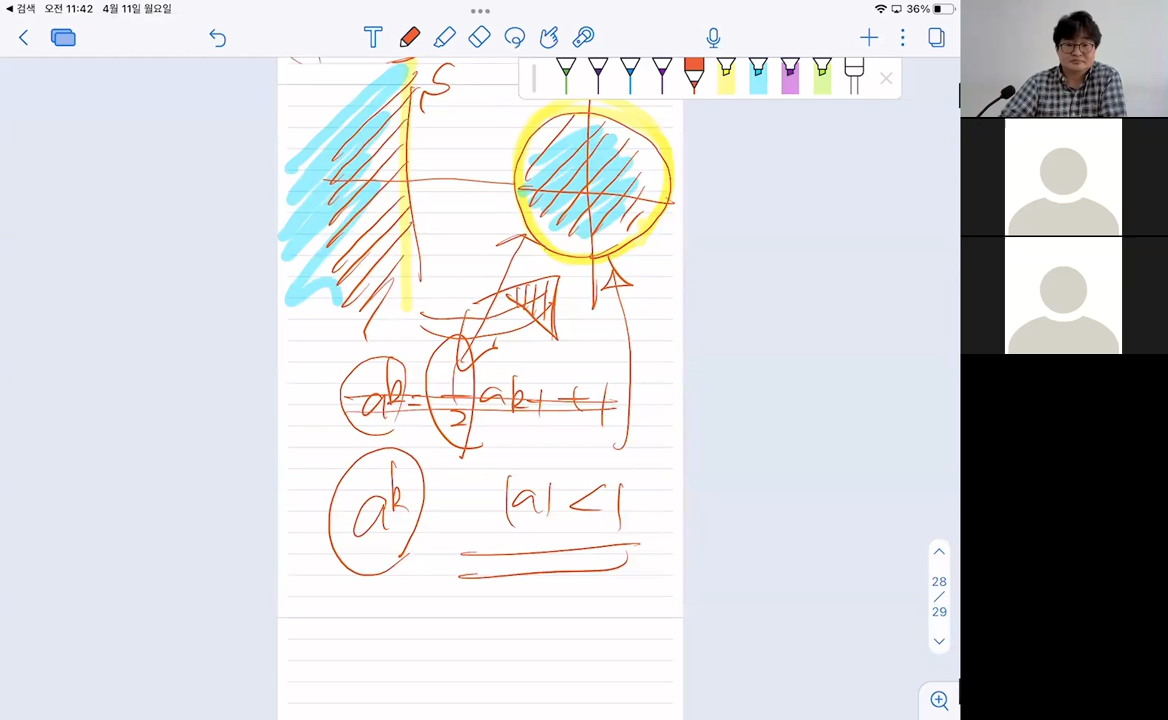 검색 오전 11:42 4월 11일 월요일
36%
T
S
a^k = 1/2 a^k-1 + 1
a^k |a| < 1
28
/
29